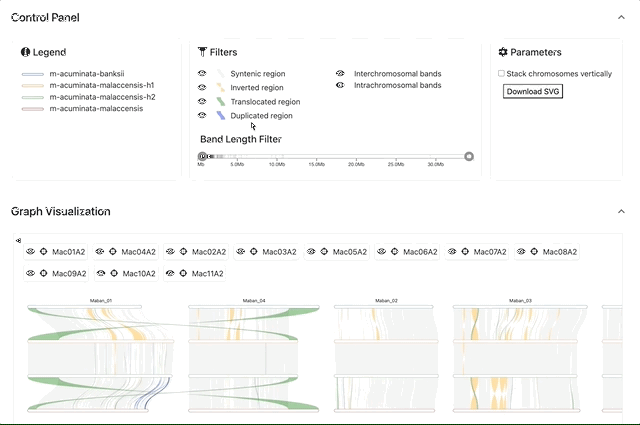 Control Panel
Legend
m-acuminata-banksii
m-acuminata-malaccensis-h1
m-acuminata-malaccensis-h2
m-acuminata-malaccensis
Filters
Syntenic region
Inverted region
Translocated region
Duplicated region
Interchromosomal bands
Intrachromosomal bands
Band Length Filter
Mb 5.0Mb 10.0Mb 15.0Mb 20.0Mb 25.0Mb 30.0Mb
Parameters
Stack chromosomes vertically
Download SVG
Graph Visualization
Mac01A2 Mac04A2 Mac02A2 Mac03A2 Mac05A2 Mac06A2 Mac07A2 Mac08A2
Mac09A2 Mac10A2 Mac11A2
Maban_01 Maban_04 Maban_02 Maban_03